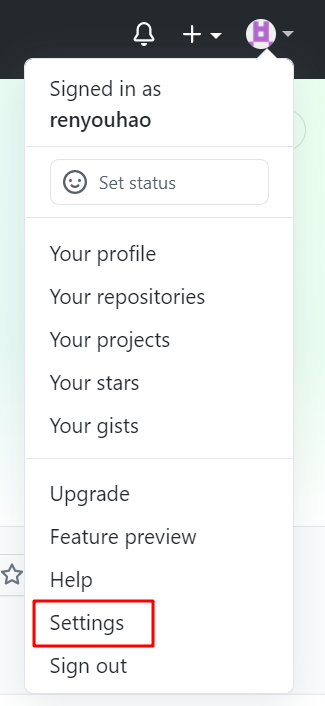 Signed in as
renyouhao
Set status
Your profile
Your repositories
Your projects
Your stars
Your gists
Upgrade
Feature preview
Help
Settings
Sign out